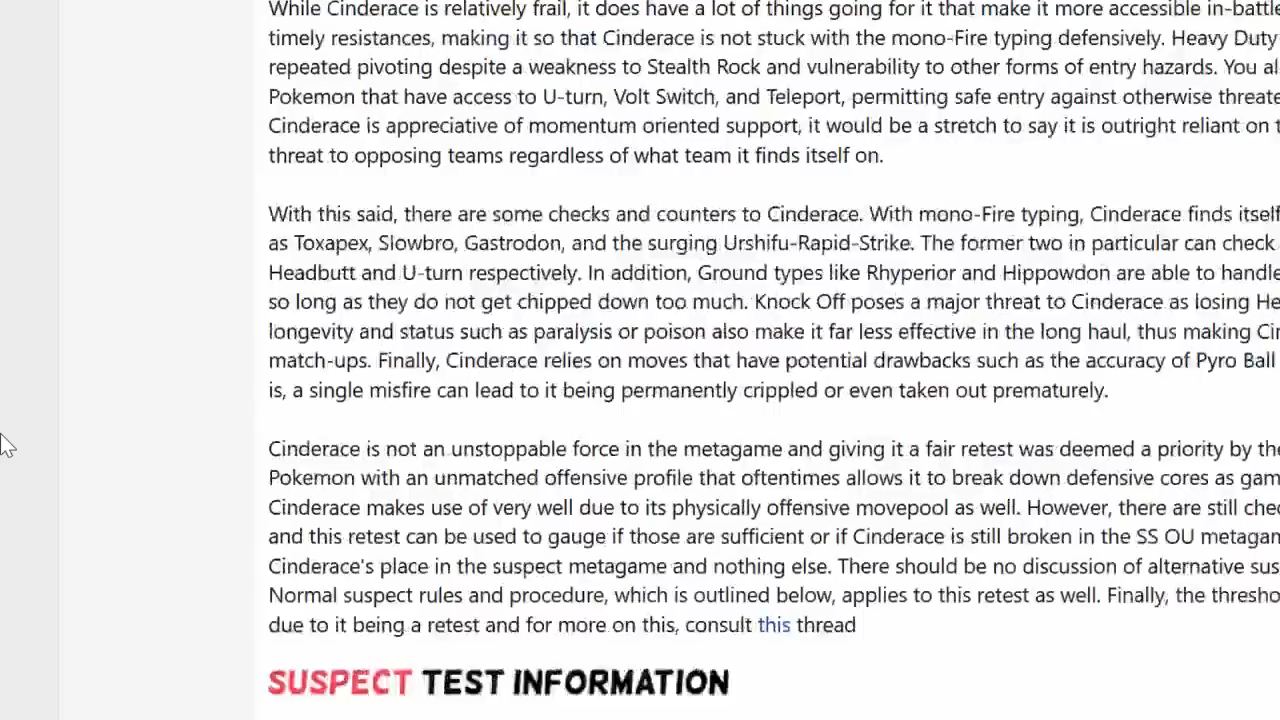 While Cinderace is relatively frail, it does have a lot of things going for it that make it more accessible in-battle
timely resistances, making it so that Cinderace is not stuck with the mono-Fire typing defensively. Heavy Duty
repeated pivoting despite a weakness to Stealth Rock and vulnerability to other forms of entry hazards. You al
Pokemon that have access to U-turn, Volt Switch, and Teleport, permitting safe entry against otherwise threate
Cinderace is appreciative of momentum oriented support, it would be a stretch to say it is outright reliant on t
threat to opposing teams regardless of what team it finds itself on.
With this said, there are some checks and counters to Cinderace. With mono-Fire typing, Cinderace finds itself
as Toxapex, Slowbro, Gastrodon, and the surging Urshifu-Rapid-Strike. The former two in particular can check
Headbutt and U-turn respectively. In addition, Ground types like Rhyperior and Hippowdon are able to handle
so long as they do not get chipped down too much. Knock Off poses a major threat to Cinderace as losing He
longevity and status such as paralysis or poison also make it far less effective in the long haul, thus making Cin
match-ups. Finally, Cinderace relies on moves that have potential drawbacks such as the accuracy of Pyro Ball
is, a single misfire can lead to it being permanently crippled or even taken out prematurely.
Cinderace is not an unstoppable force in the metagame and giving it a fair retest was deemed a priority by the
Pokemon with an unmatched offensive profile that oftentimes allows it to break down defensive cores as gam
Cinderace makes use of very well due to its physically offensive movepool as well. However, there are still chec
and this retest can be used to gauge if those are sufficient or if Cinderace is still broken in the SS OU metagam
Cinderace's place in the suspect metagame and nothing else. There should be no discussion of alternative sus
Normal suspect rules and procedure, which is outlined below, applies to this retest as well. Finally, the thresho
due to it being a retest and for more on this, consult this thread
SUSPECT TEST INFORMATION